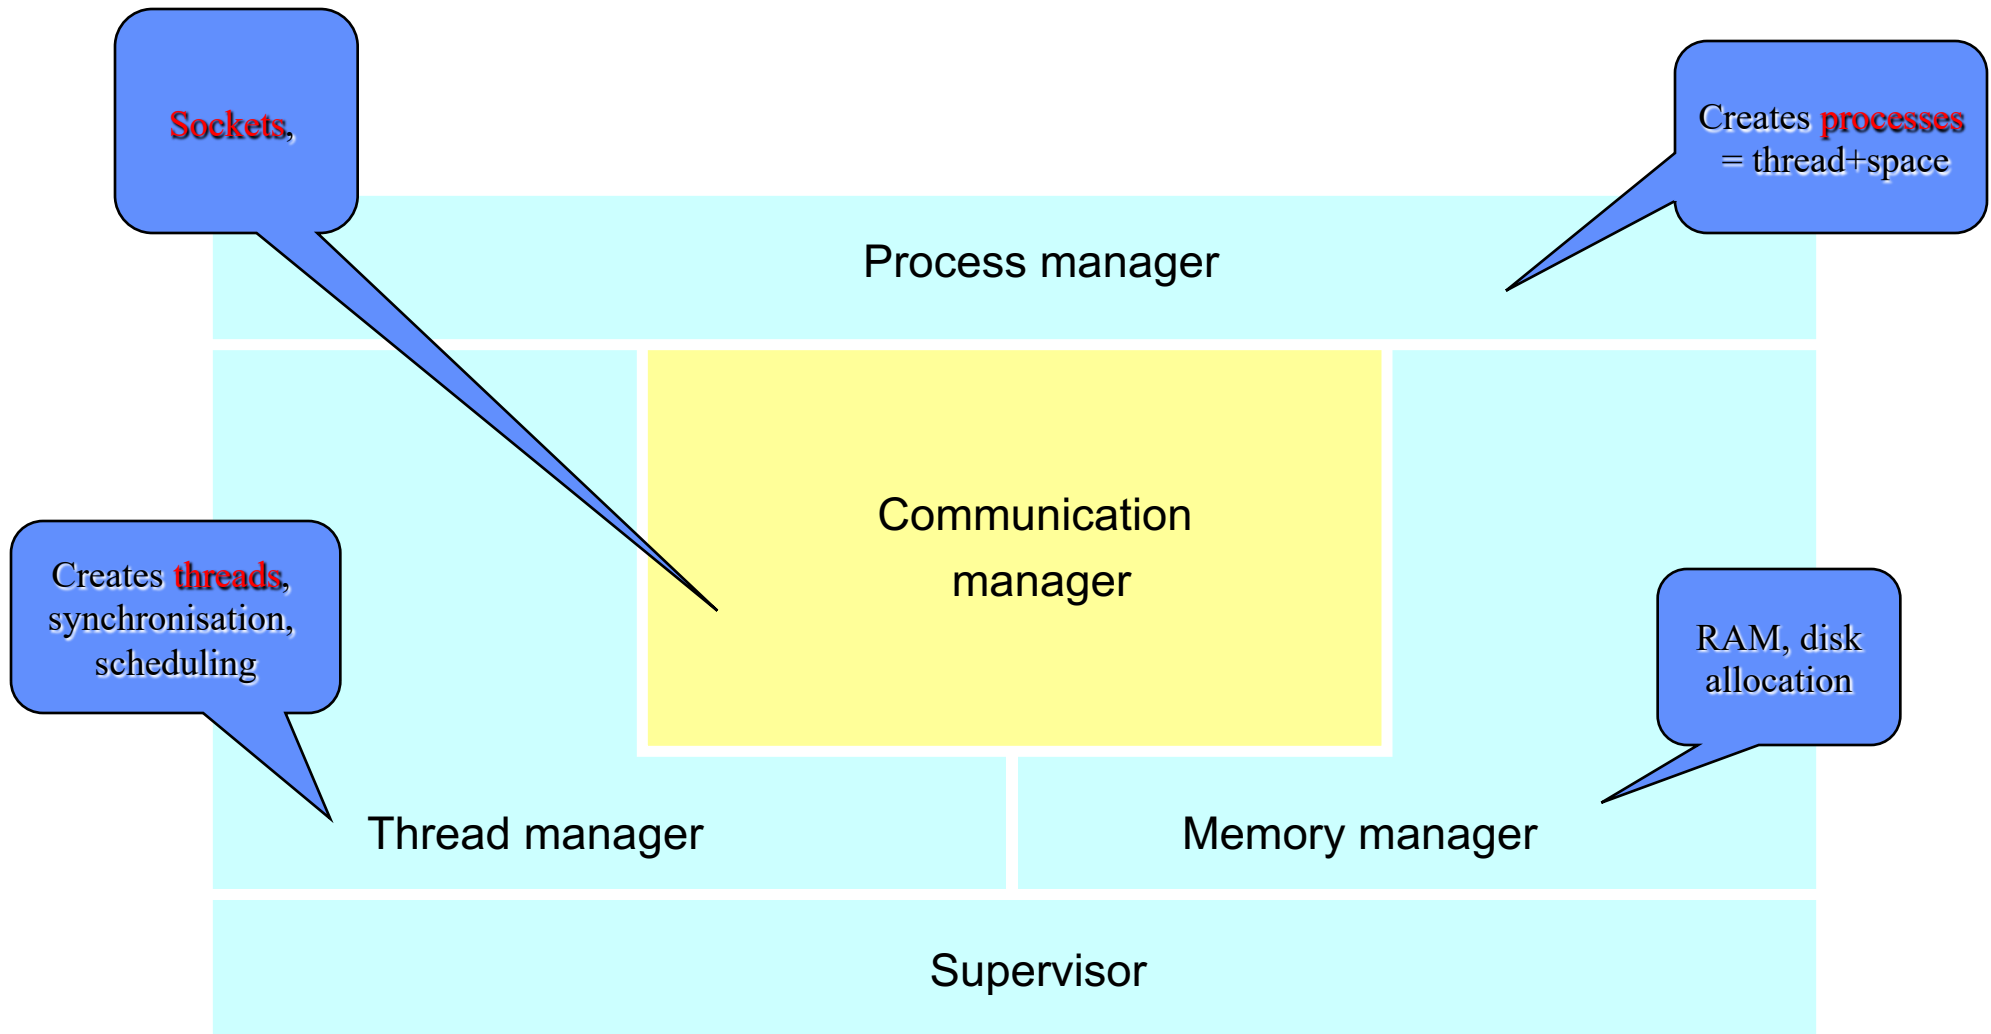 Sockets,
Creates processes
= thread+space
Process manager
Communication
manager
Creates threads,
synchronisation,
scheduling
RAM, disk
allocation
Thread manager
Memory manager
Supervisor